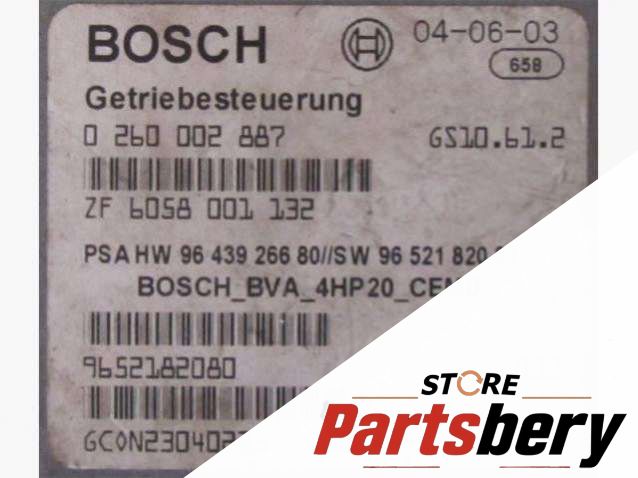 BOSCH 04-06-03
658
Getriebesteuerung
0 260 002 887 GS10.61.2
ZF 6058 001 132
PSA HW 96 439 266 80//SW 96 521 820
BOSCH_BVA_4HP20_
9652182080
STORE
Partsbery